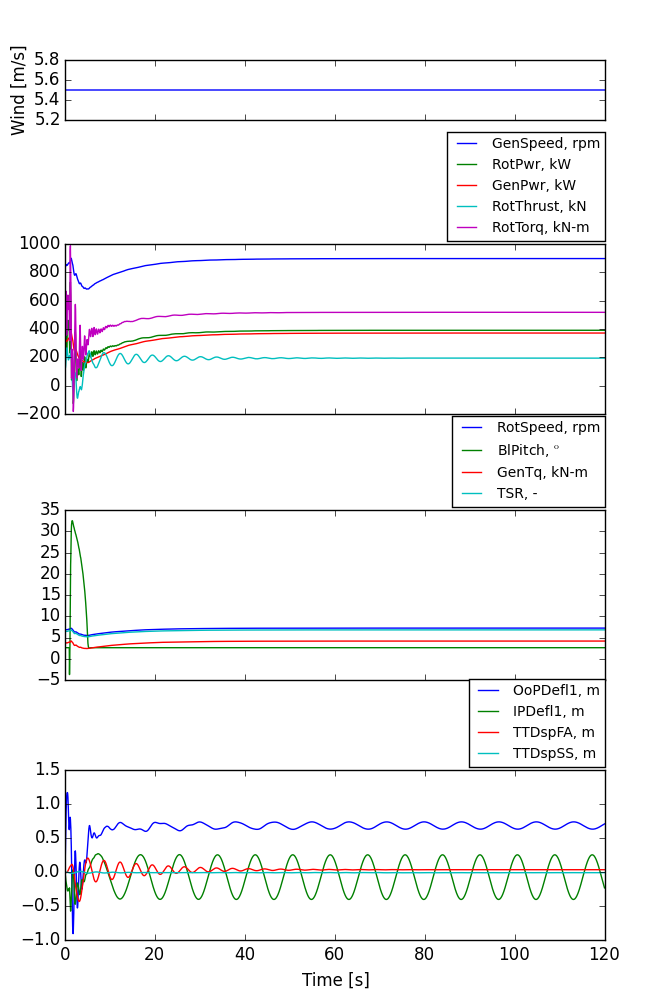 Wind [m/s]
5.8
5.6
5.4
5.2
GenSpeed, rpm
RotPwr, kW
GenPwr, kW
RotThrust, kN
RotTorq, kN-m
1000
800
600
400
200
0
−200
RotSpeed, rpm
BlPitch, °
GenTq, kN-m
TSR, -
35
30
25
20
15
10
5
0
−5
OoPDefl1, m
IPDefl1, m
TTDspFA, m
TTDspSS, m
1.5
1.0
0.5
0.0
−0.5
−1.0
0 20 40 60 80 100 120
Time [s]